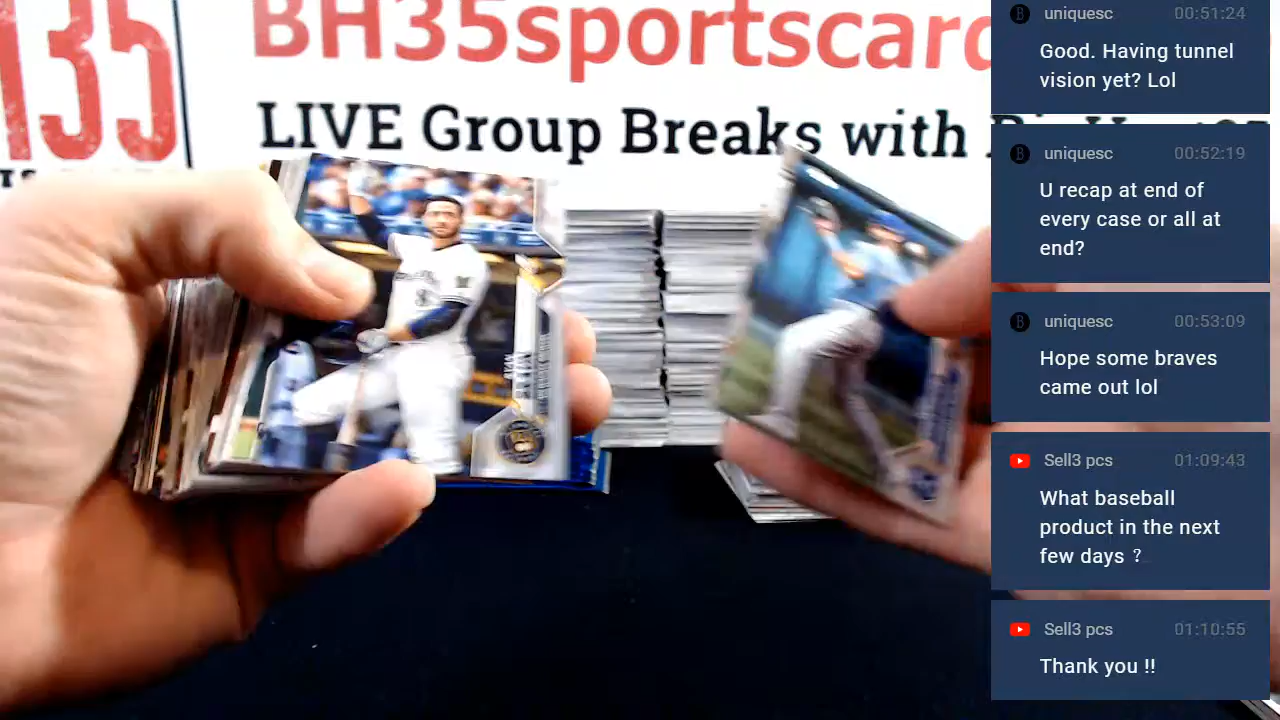 135
BH35sportscard
LIVE Group Breaks with
uniquesc 00:51:24
Good. Having tunnel
vision yet? Lol
uniquesc 00:52:19
U recap at end of
every case or all at
end?
uniquesc 00:53:09
Hope some braves
came out lol
Sell3 pcs 01:09:43
What baseball
product in the next
few days ?
Sell3 pcs 01:10:55
Thank you !!